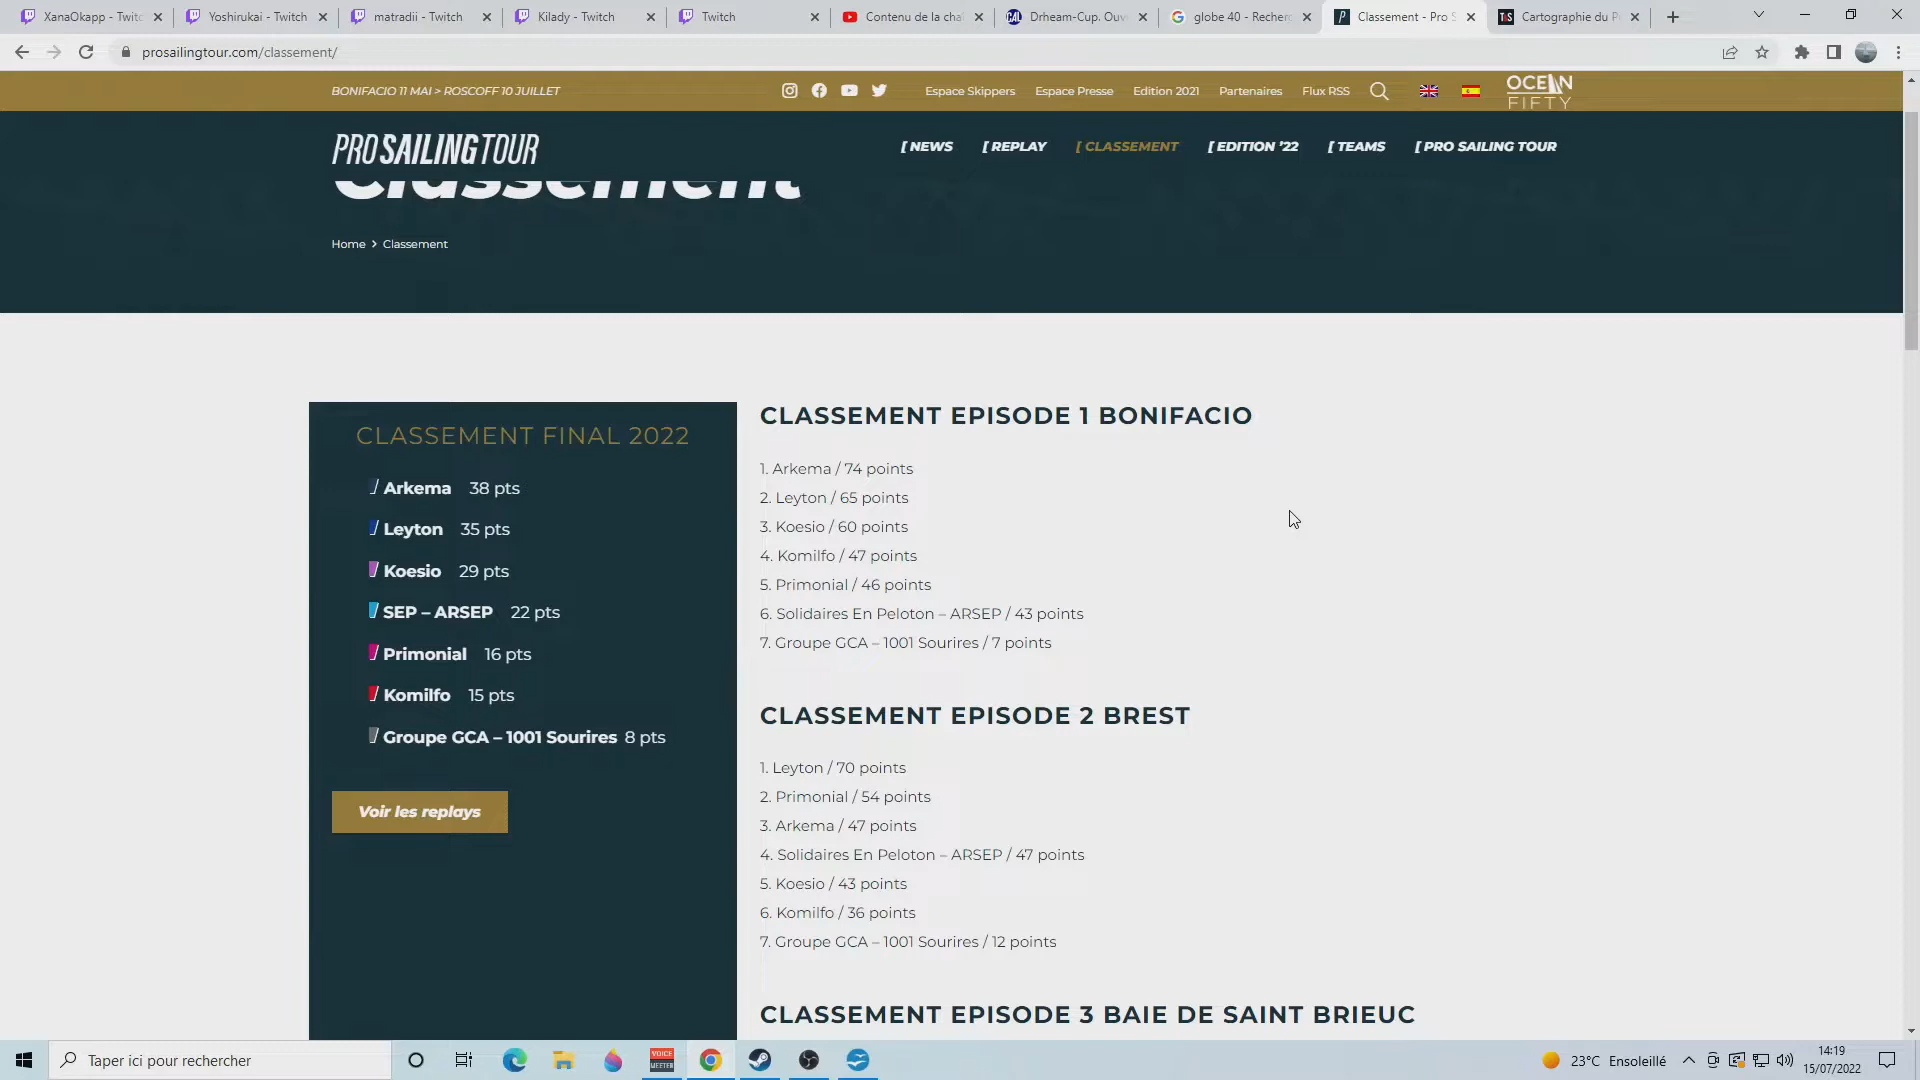 XanaOkapp - Twitc
Yoshirukai - Twitch
matradii - Twitch
Kilady - Twitch
Twitch
Contenu de la cha
Drheam-Cup. Ouv
globe 40 - Recher
Classement - Pro S
Cartographie du P
prosailingtour.com/classement/
BONIFACIO 11 MAI > ROSCOFF 10 JUILLET
Espace Skippers
Espace Presse
Edition 2021
Partenaires
Flux RSS
OCEAN
FIFTY
PRO SAILING TOUR
[ NEWS
[ REPLAY
[ CLASSEMENT
[ EDITION '22
[ TEAMS
[ PRO SAILING TOUR
Classement
Home > Classement
CLASSEMENT FINAL 2022
Arkema 38 pts
Leyton 35 pts
Koesio 29 pts
SEP – ARSEP 22 pts
Primonial 16 pts
Komilfo 15 pts
Groupe GCA – 1001 Sourires 8 pts
Voir les replays
CLASSEMENT EPISODE 1 BONIFACIO
1. Arkema / 74 points
2. Leyton / 65 points
3. Koesio / 60 points
4. Komilfo / 47 points
5. Primonial / 46 points
6. Solidaires En Peloton – ARSEP / 43 points
7. Groupe GCA – 1001 Sourires / 7 points
CLASSEMENT EPISODE 2 BREST
1. Leyton / 70 points
2. Primonial / 54 points
3. Arkema / 47 points
4. Solidaires En Peloton – ARSEP / 47 points
5. Koesio / 43 points
6. Komilfo / 36 points
7. Groupe GCA – 1001 Sourires / 12 points
CLASSEMENT EPISODE 3 BAIE DE SAINT BRIEUC
Taper ici pour rechercher
VOICE
MEETER
23°C Ensoleillé
14:19
15/07/2022